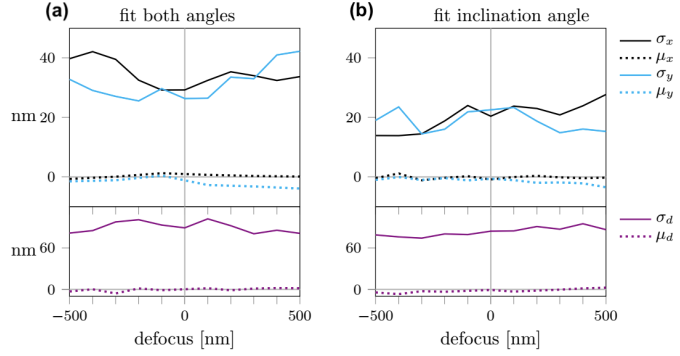 (a)
fit both angles
(b)
fit inclination angle
40
nm 20
0
nm 60
0
−500
0
500
defocus [nm]
40
20
0
60
0
−500
0
500
defocus [nm]
σx
μx
σy
μy
σd
μd